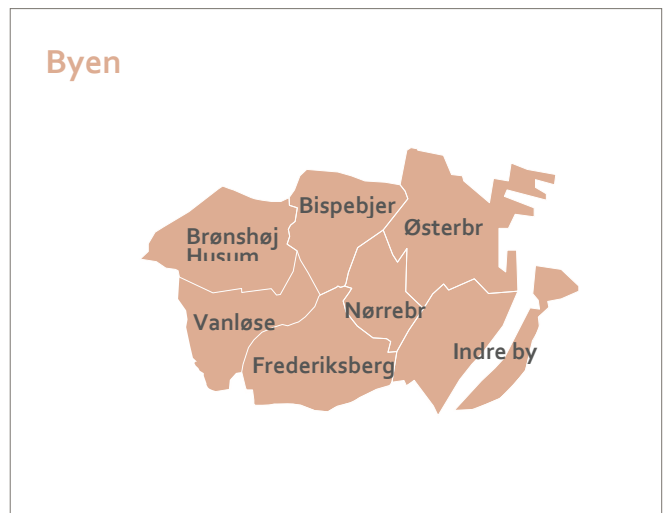 Byen
Bispebjer
Brønshøj
Husum
Østerbr
Vanløse
Nørrebr
Indre by
Frederiksberg